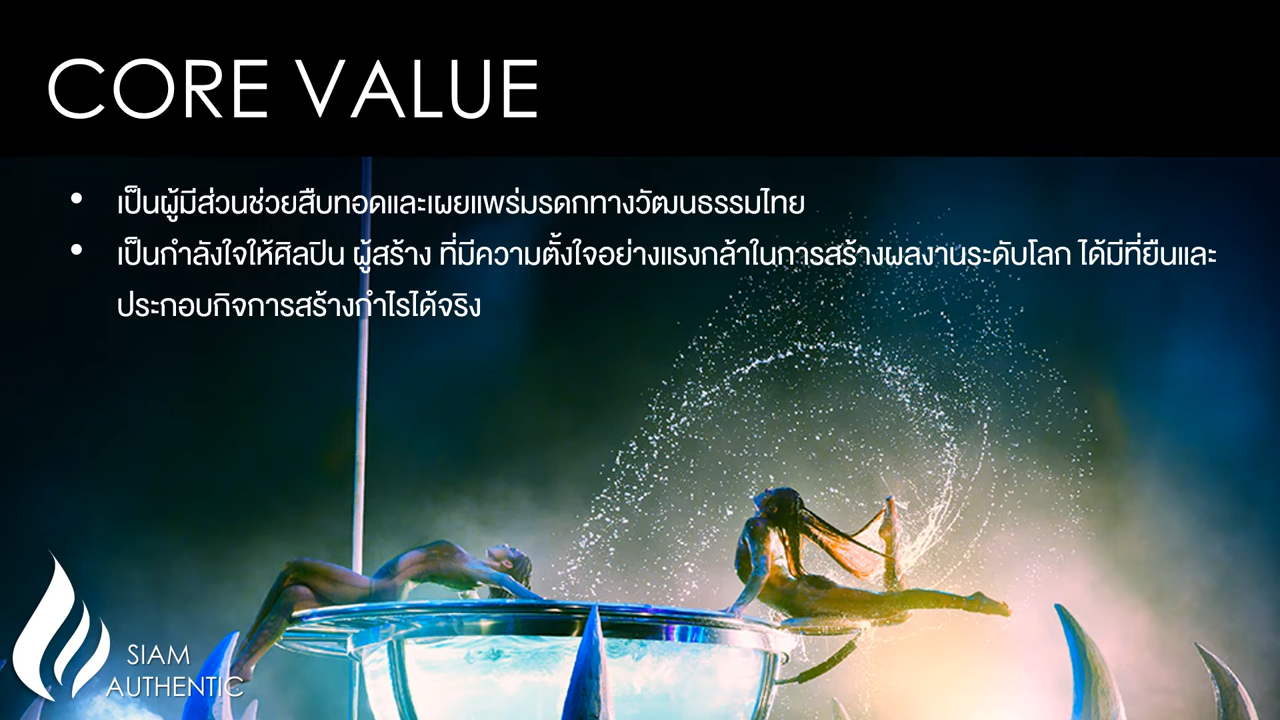 CORE VALUE
• เป็นผู้มีส่วนช่วยสืบทอดและเผยแพร่มรดกทางวัฒนธรรมไทย
• เป็นกำลังใจให้ศิลปิน ผู้สร้าง ที่มีความตั้งใจอย่างแรงกล้าในการสร้างผลงานระดับโลก ได้มีที่ยืนและ
ประกอบกิจการสร้างกำไรได้จริง
SIAM
AUTHENTIC